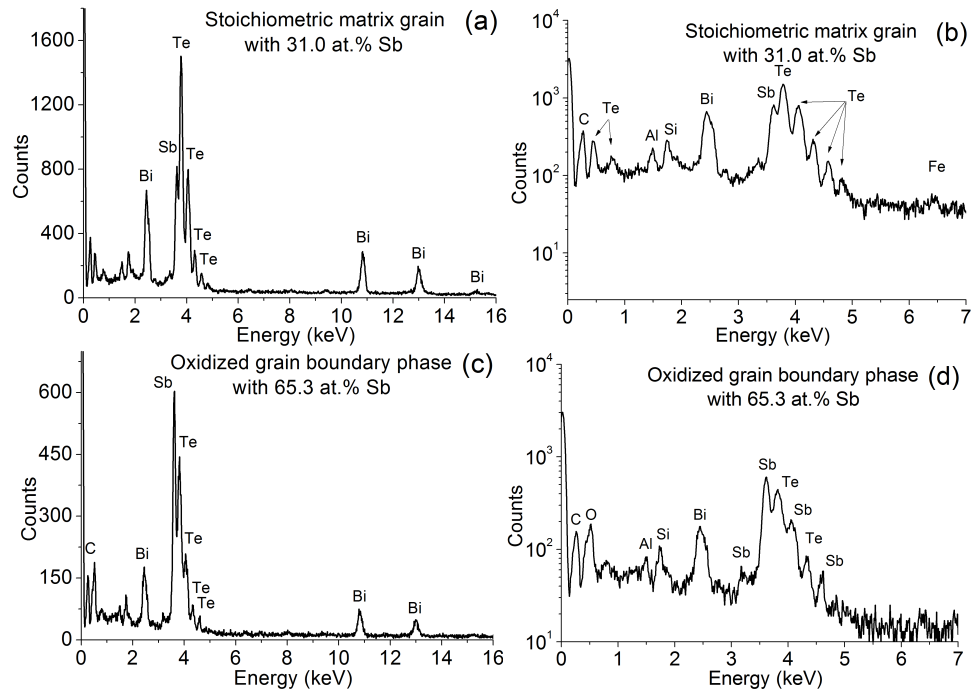 (a)
Stoichiometric matrix grain
with 31.0 at.% Sb
Te
Sb
Te
Bi
Te
Te
Bi
Bi
Bi
1600
1200
800
400
0
Counts
0 2 4 6 8 10 12 14 16
Energy (keV)
(b)
Stoichiometric matrix grain
with 31.0 at.% Sb
Te
Sb
Bi
Te
Te
C
Si
Al
Fe
10^4
10^3
10^2
10^1
Counts
0 1 2 3 4 5 6 7
Energy (keV)
(c)
Oxidized grain boundary phase
with 65.3 at.% Sb
Sb
Te
C
Bi
Te
Te
Te
Bi
Bi
600
450
300
150
0
Counts
0 2 4 6 8 10 12 14 16
Energy (keV)
(d)
Oxidized grain boundary phase
with 65.3 at.% Sb
Sb
Te
Sb
C
O
Bi
Te
Si
Al
Sb
Sb
10^4
10^3
10^2
10^1
Counts
0 1 2 3 4 5 6 7
Energy (keV)